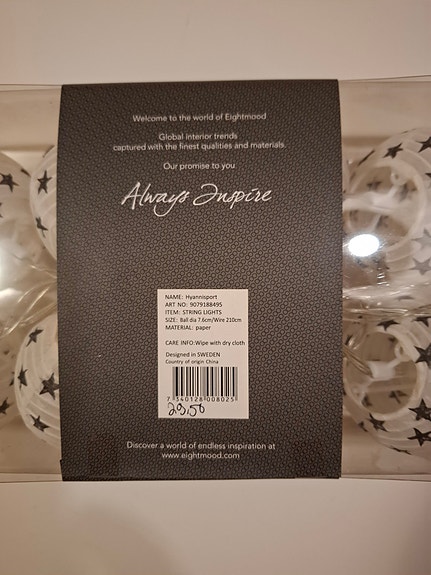 Welcome to the world of Eightmood
Global interior trends
captured with the finest qualities and materials.
Our promise to you:
Always Inspire
NAME: Hyannisport
ART NO: 9079188495
ITEM: STRING LIGHTS
SIZE: Ball dia 7.6cm/Wire 210cm
MATERIAL: paper
CARE INFO:Wipe with dry cloth
Designed in SWEDEN
Country of origin China
7 340128 008025
29,50
Discover a world of endless inspiration at
www.eightmood.com